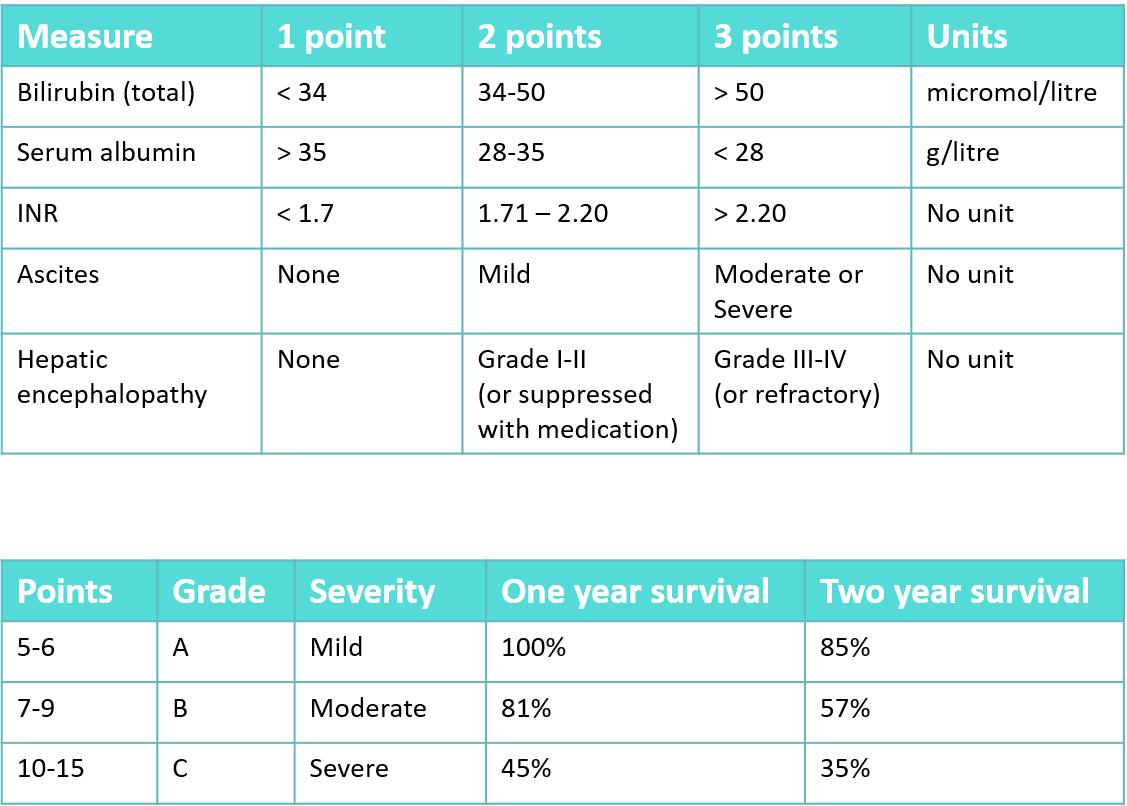 Measure 1 point 2 points 3 points Units
Bilirubin (total) < 34 34-50 > 50 micromol/litre
Serum albumin > 35 28-35 < 28 g/litre
INR < 1.7 1.71 – 2.20 > 2.20 No unit
Ascites None Mild Moderate or No unit
Severe
Hepatic None Grade I-II Grade III-IV No unit
encephalopathy (or suppressed (or refractory)
with medication)
Points Grade Severity One year survival Two year survival
5-6 A Mild 100% 85%
7-9 B Moderate 81% 57%
10-15 C Severe 45% 35%